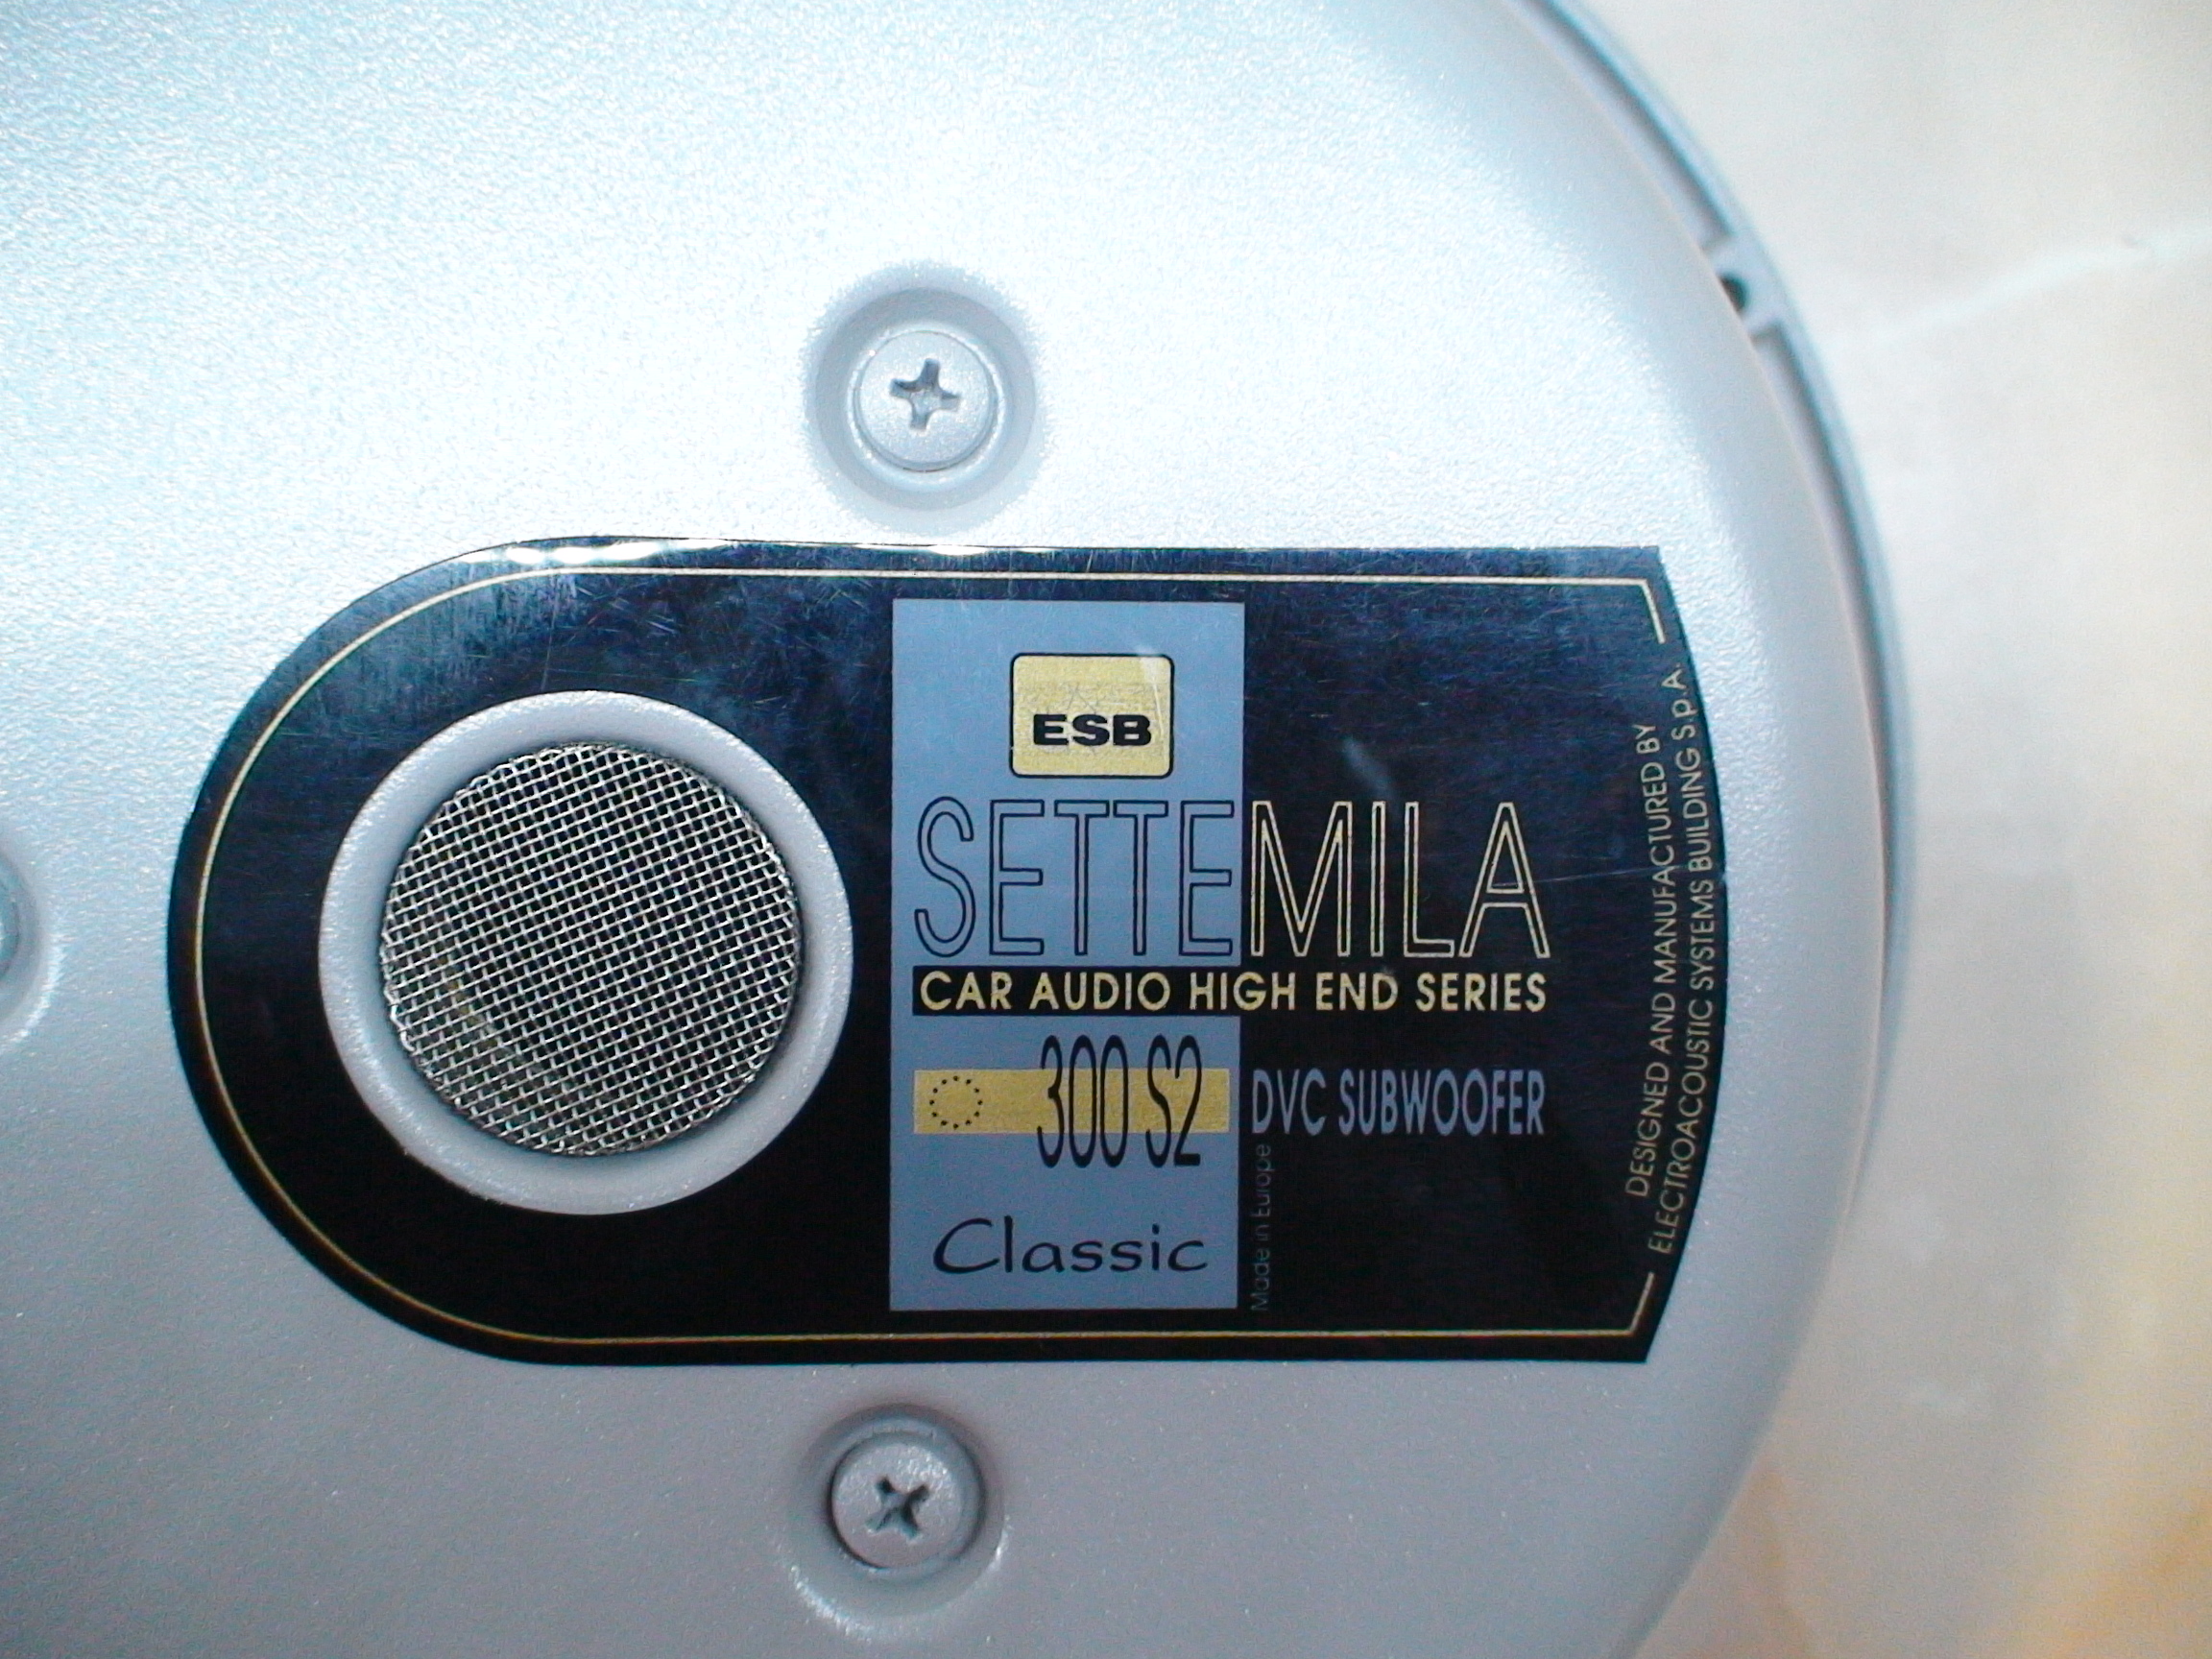 ESB
SETTEMILA
CAR AUDIO HIGH END SERIES
300 S2 DVC SUBWOOFER
Classic
Made in Europe
DESIGNED AND MANUFACTURED BY
ELECTROACOUSTIC SYSTEMS BUILDING S.p.A.